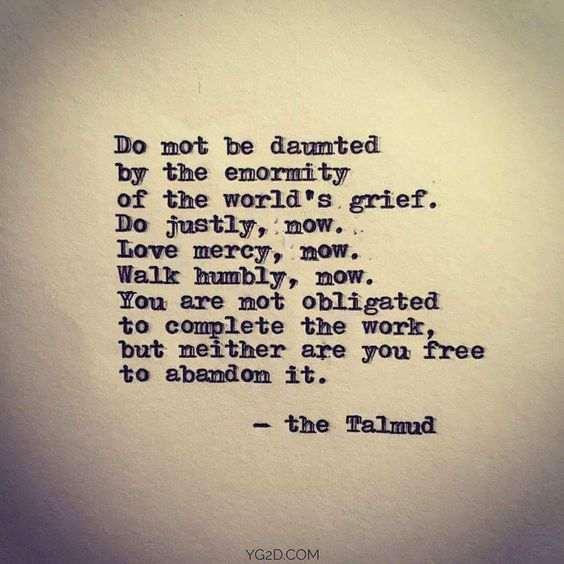 Do not be daunted
by the enormity
of the world's grief.
Do justly, now.
Love mercy, now.
Walk humbly, now.
You are not obligated
to complete the work,
but neither are you free
to abandon it.
— the Talmud
YG2D.COM